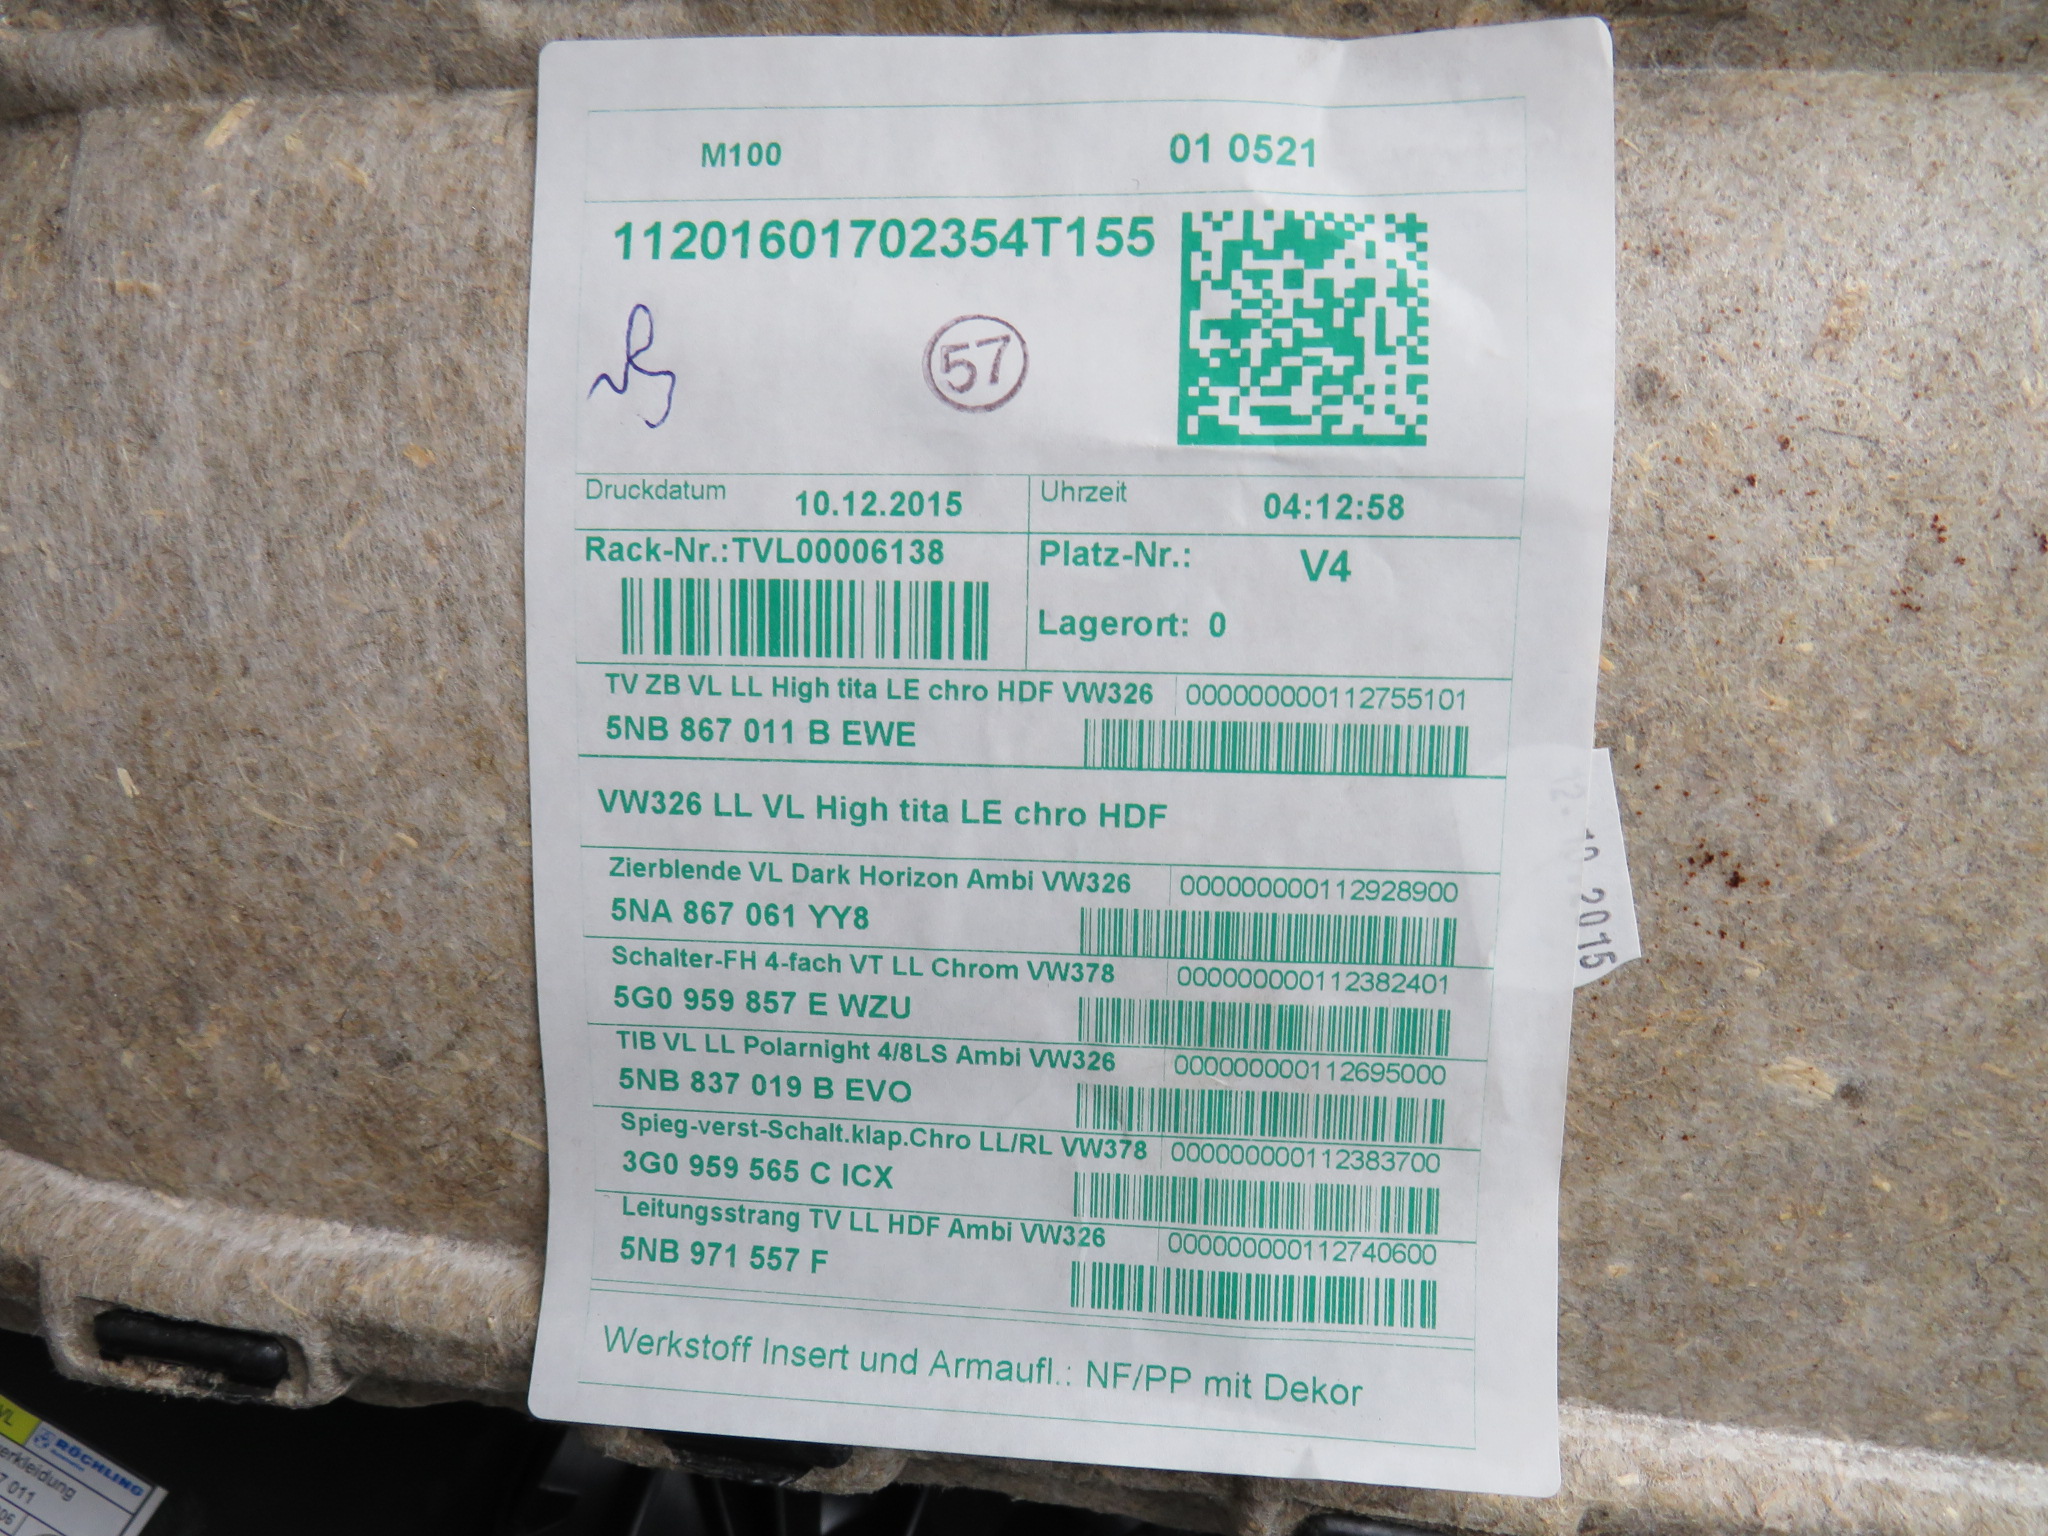 M100 01 0521
11201601702354T155
57
Druckdatum 10.12.2015 Uhrzeit 04:12:58
Rack-Nr.:TVL00006138 Platz-Nr.: V4
Lagerort: 0
TV ZB VL LL High tita LE chro HDF VW326 000000000112755101
5NB 867 011 B EWE
VW326 LL VL High tita LE chro HDF
Zierblende VL Dark Horizon Ambi VW326 000000000112928900
5NA 867 061 YY8
Schalter-FH 4-fach VT LL Chrom VW378 000000000112382401
5G0 959 857 E WZU
TIB VL LL Polarnight 4/8LS Ambi VW326 000000000112695000
5NB 837 019 B EVO
Spieg-verst-Schalt.klap.Chro LL/RL VW378 000000000112383700
3G0 959 565 C ICX
Leitungsstrang TV LL HDF Ambi VW326 000000000112740600
5NB 971 557 F
Werkstoff Insert und Armaufl.: NF/PP mit Dekor
2015
VL
RÖCHLING
erkleidung
7 011